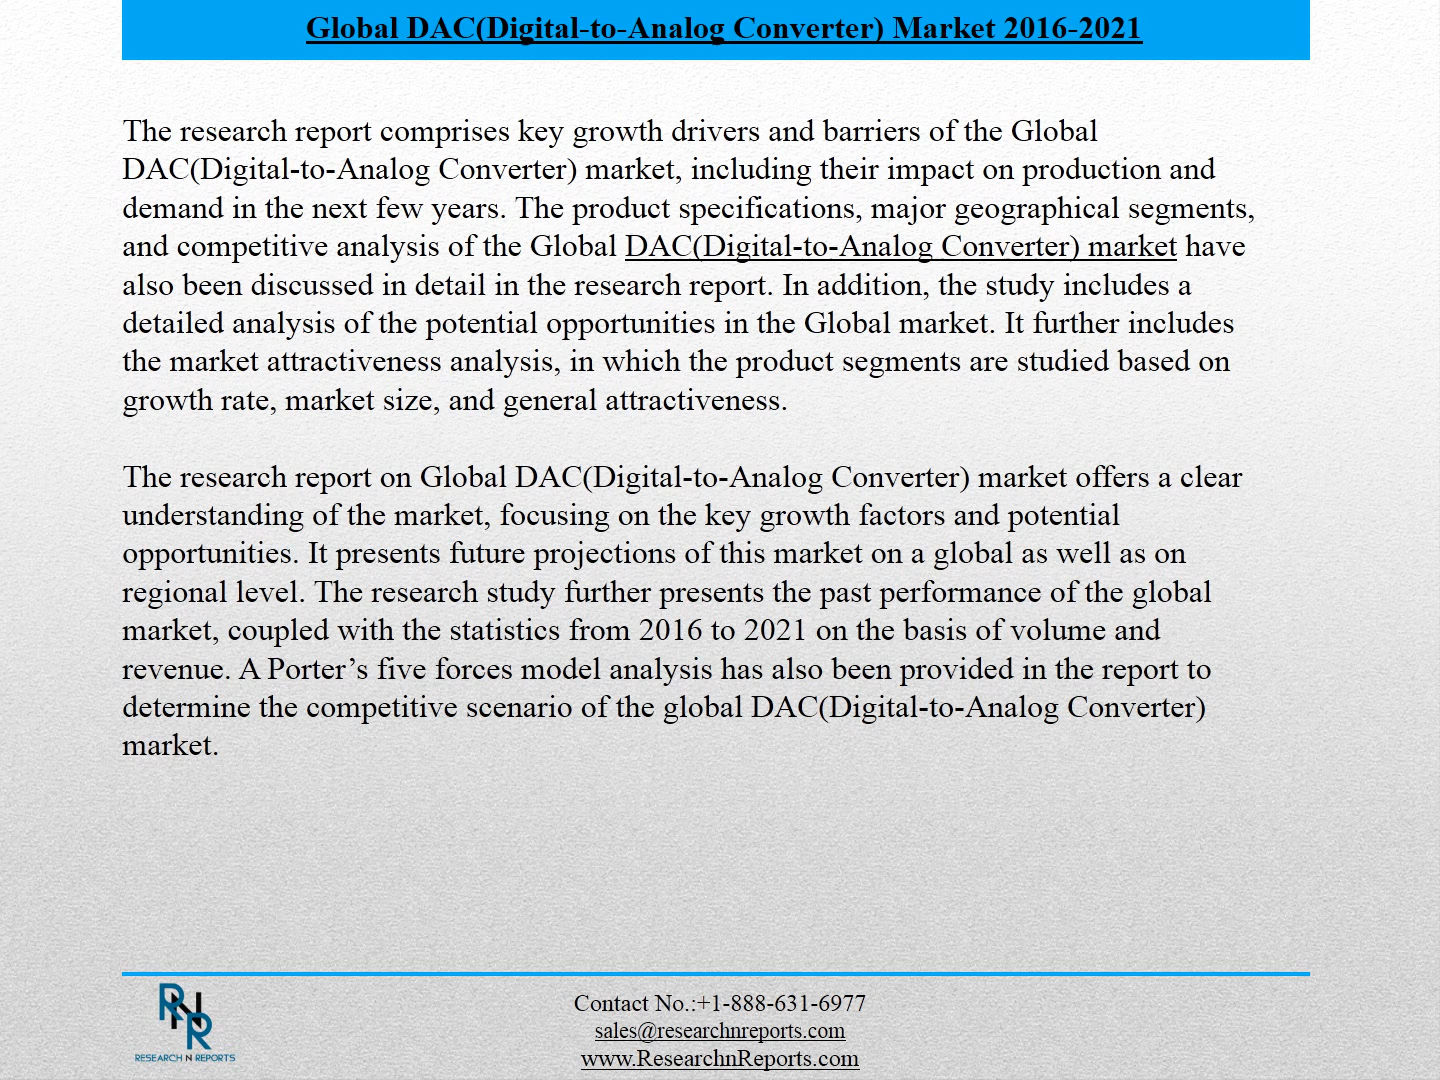 Global DAC(Digital-to-Analog Converter) Market 2016-2021
The research report comprises key growth drivers and barriers of the Global
DAC(Digital-to-Analog Converter) market, including their impact on production and
demand in the next few years. The product specifications, major geographical segments,
and competitive analysis of the Global DAC(Digital-to-Analog Converter) market have
also been discussed in detail in the research report. In addition, the study includes a
detailed analysis of the potential opportunities in the Global market. It further includes
the market attractiveness analysis, in which the product segments are studied based on
growth rate, market size, and general attractiveness.
The research report on Global DAC(Digital-to-Analog Converter) market offers a clear
understanding of the market, focusing on the key growth factors and potential
opportunities. It presents future projections of this market on a global as well as on
regional level. The research study further presents the past performance of the global
market, coupled with the statistics from 2016 to 2021 on the basis of volume and
revenue. A Porter’s five forces model analysis has also been provided in the report to
determine the competitive scenario of the global DAC(Digital-to-Analog Converter)
market.
RNR
RESEARCH N REPORTS
Contact No.:+1-888-631-6977
sales@researchnreports.com
www.ResearchnReports.com